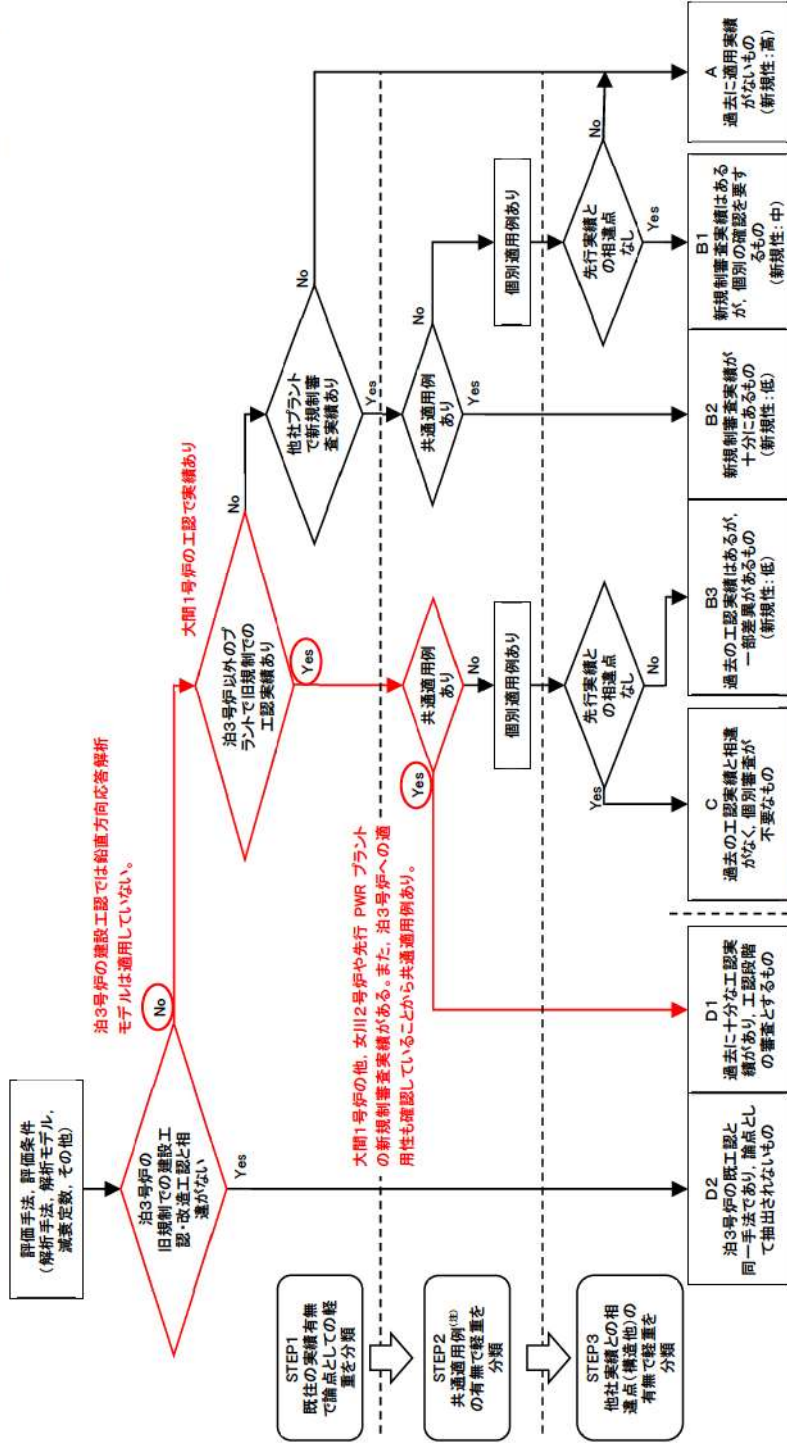 評価手法，評価条件
(解析手法，解析モデル，
減衰定数，その他)
泊3号炉の
旧規制での建設工
認・改造工認と相
違がない
No
Yes
泊3号炉の建設工認では鉛直方向応答解析
モデルは適用していない。
泊3号炉以外のプ
ラントで旧規制での
工認実績あり
No
Yes
大間1号炉の工認で実績あり
他社プラント
で新規制審
査実績あり
No
Yes
STEP1
既往の実績有無
で論点としての軽
重を分類
大間1号炉の他，女川2号炉や先行 PWR プラント
の新規制審査実績がある。また，泊3号炉への適
用性も確認していることから共通適用例あり。
共通適用例
あり
Yes
No
共通適用例
あり
No
Yes
STEP2
共通適用例(注)
の有無で軽重を
分類
個別適用例あり
個別適用例あり
STEP3
他社実績との相
違点(構造他)の
有無で軽重を
分類
先行実績と
の相違点
なし
Yes
No
先行実績と
の相違点
なし
No
Yes
D2
泊3号炉の既工認と
同一手法であり，論点とし
て抽出されないもの
D1
過去に十分な工認実
績があり，工認段階
の審査とするもの
C
過去の工認実績と相違
がなく，個別審査が
不要なもの
B3
過去の工認実績はあるが，
一部差異があるもの
(新規性：低)
B2
新規制審査実績が
十分にあるもの
(新規性：低)
B1
新規制審査実績はある
が，個別の確認を要す
るもの
(新規性：中)
A
過去に適用実績
がないもの
(新規性：高)